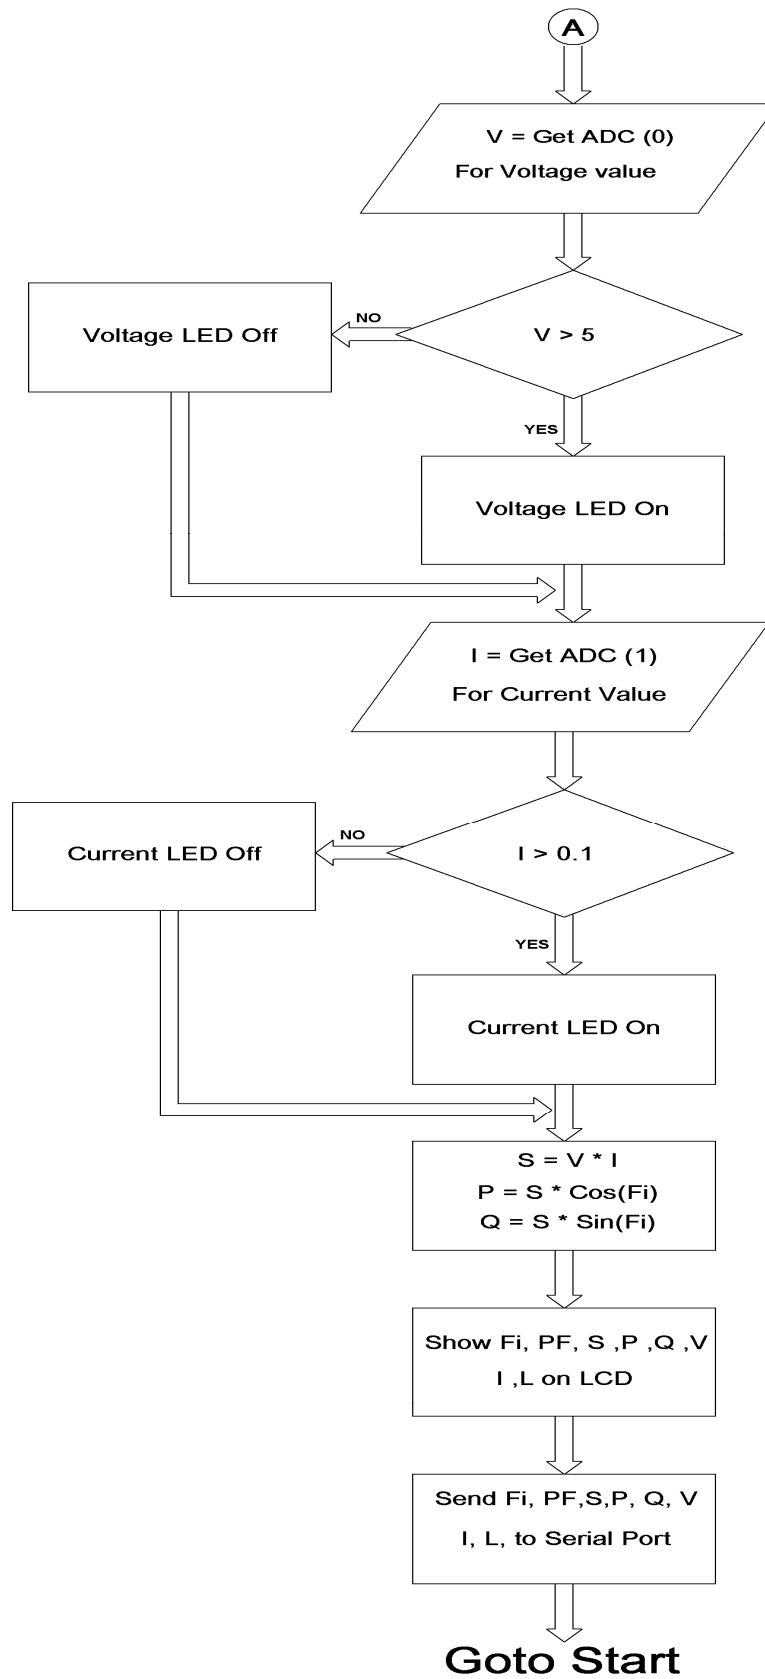 A
V = Get ADC (0)
For Voltage value
V > 5
NO
Voltage LED Off
YES
Voltage LED On
I = Get ADC (1)
For Current Value
I > 0.1
NO
Current LED Off
YES
Current LED On
S = V * I
P = S * Cos(Fi)
Q = S * Sin(Fi)
Show Fi, PF, S ,P ,Q ,V
I ,L on LCD
Send Fi, PF,S,P, Q, V
I, L, to Serial Port
Goto Start